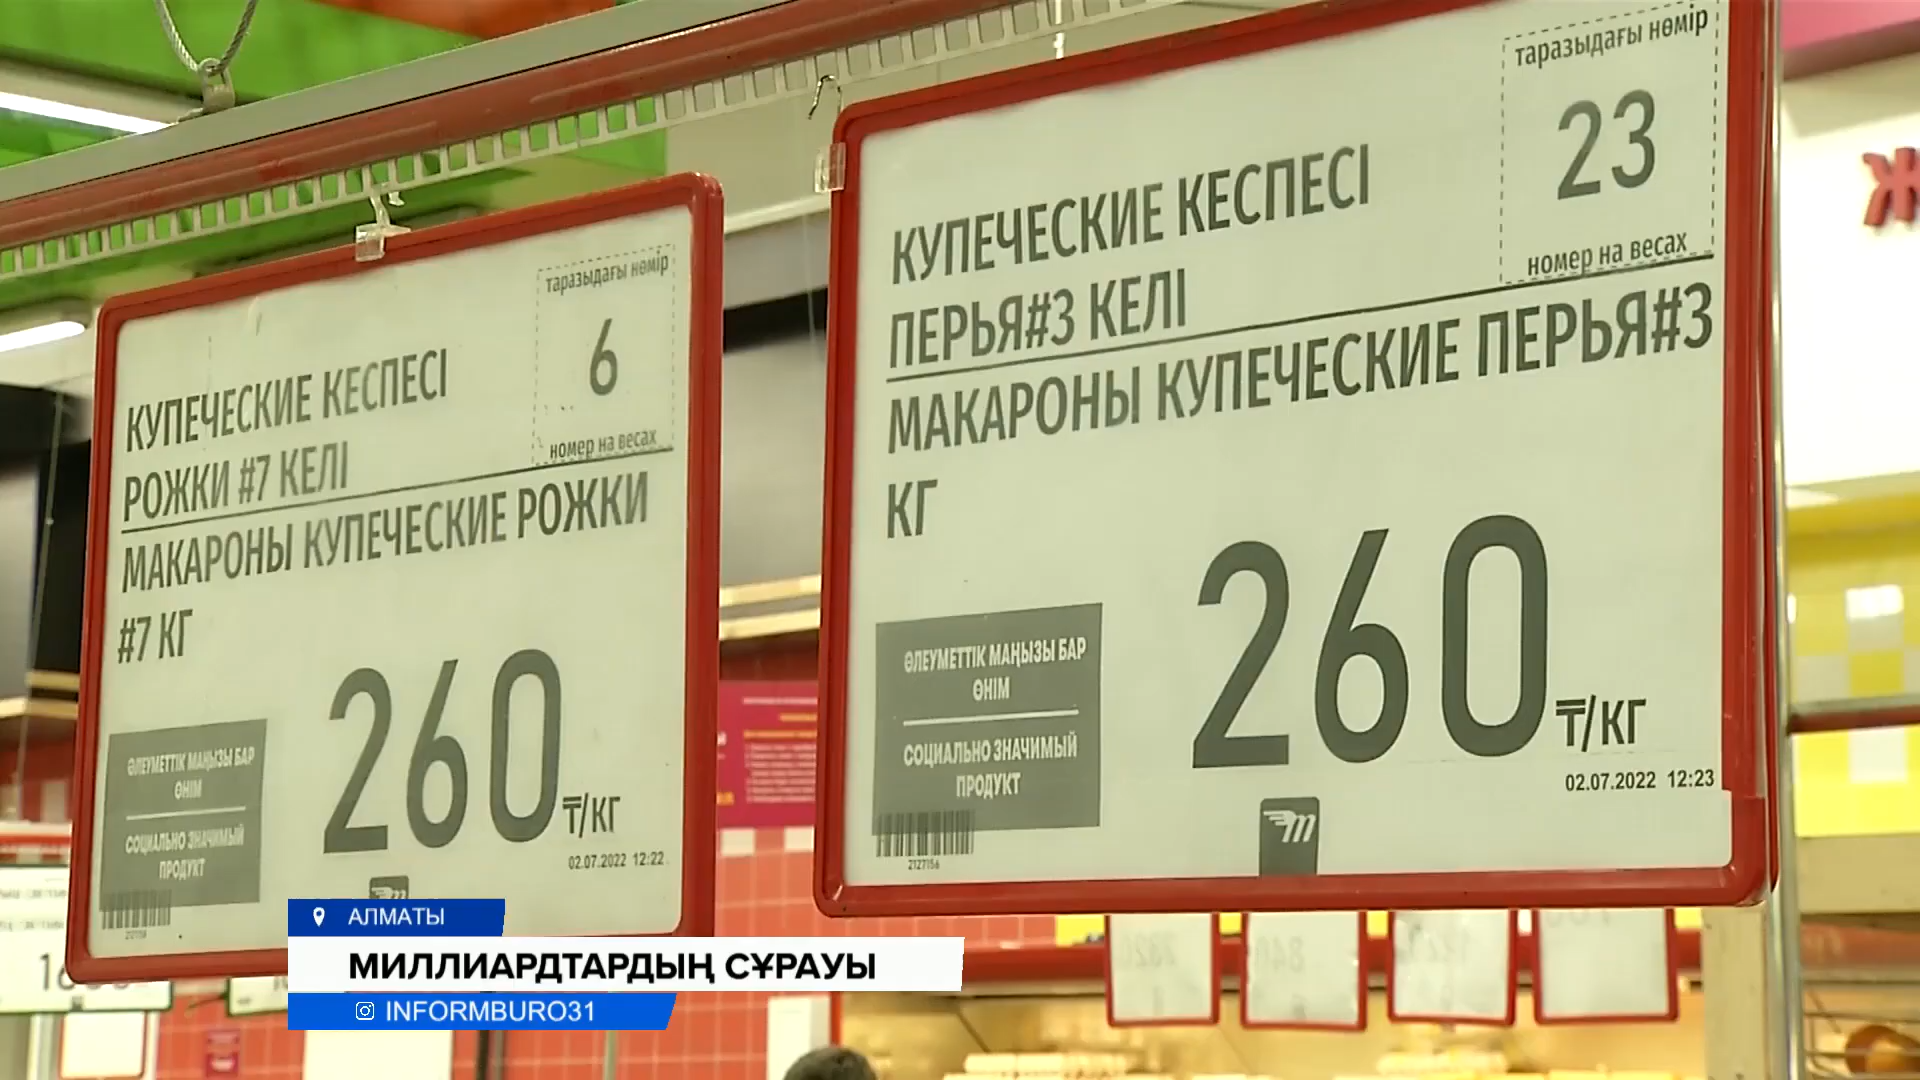 таразыдағы нөмір
6
номер на весах
КУПЕЧЕСКИЕ КЕСПЕСІ
РОЖКИ #7 КЕЛІ
МАКАРОНЫ КУПЕЧЕСКИЕ РОЖКИ
#7 КГ
260 ₸/КГ
ӘЛЕУМЕТТІК МАҢЫЗЫ БАР
ӨНІМ
СОЦИАЛЬНО ЗНАЧИМЫЙ
ПРОДУКТ
02.07.2022 12:22
m
таразыдағы нөмір
23
номер на весах
КУПЕЧЕСКИЕ КЕСПЕСІ
ПЕРЬЯ#3 КЕЛІ
МАКАРОНЫ КУПЕЧЕСКИЕ ПЕРЬЯ#3
КГ
260 ₸/КГ
ӘЛЕУМЕТТІК МАҢЫЗЫ БАР
ӨНІМ
СОЦИАЛЬНО ЗНАЧИМЫЙ
ПРОДУКТ
02.07.2022 12:23
2127156
m
Ж
АЛМАТЫ
МИЛЛИАРДТАРДЫҢ СҰРАУЫ
INFORMBURO31